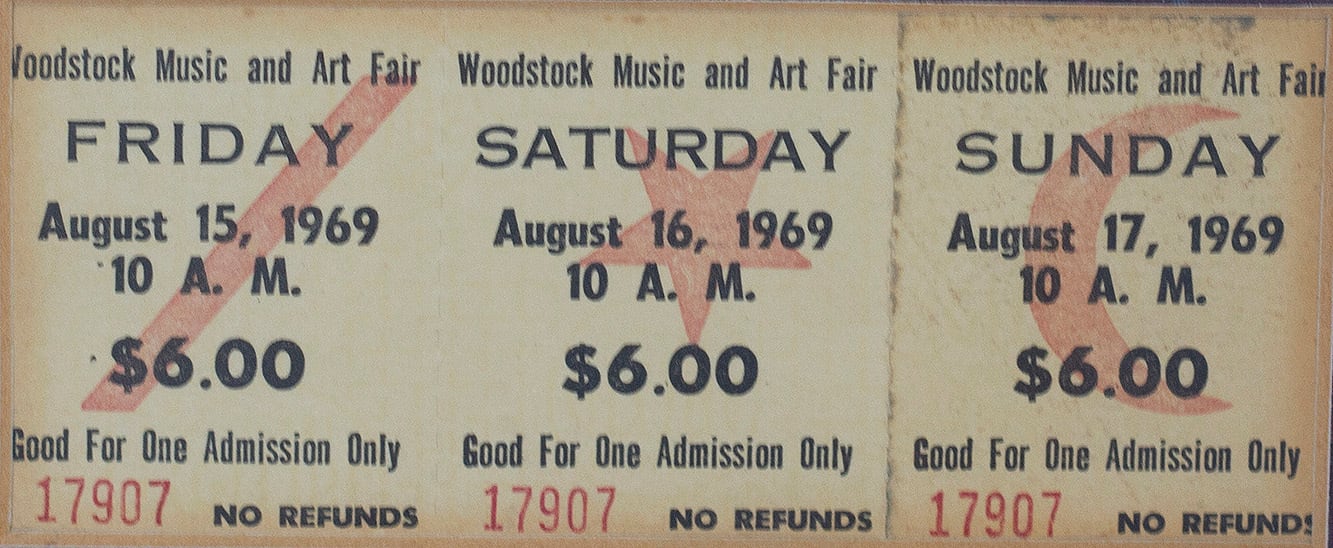 Woodstock Music and Art Fair
FRIDAY
August 15, 1969
10 A. M.
$6.00
Good For One Admission Only
17907 NO REFUNDS
Woodstock Music and Art Fair
SATURDAY
August 16, 1969
10 A. M.
$6.00
Good For One Admission Only
17907 NO REFUNDS
Woodstock Music and Art Fair
SUNDAY
August 17, 1969
10 A. M.
$6.00
Good For One Admission Only
17907 NO REFUNDS